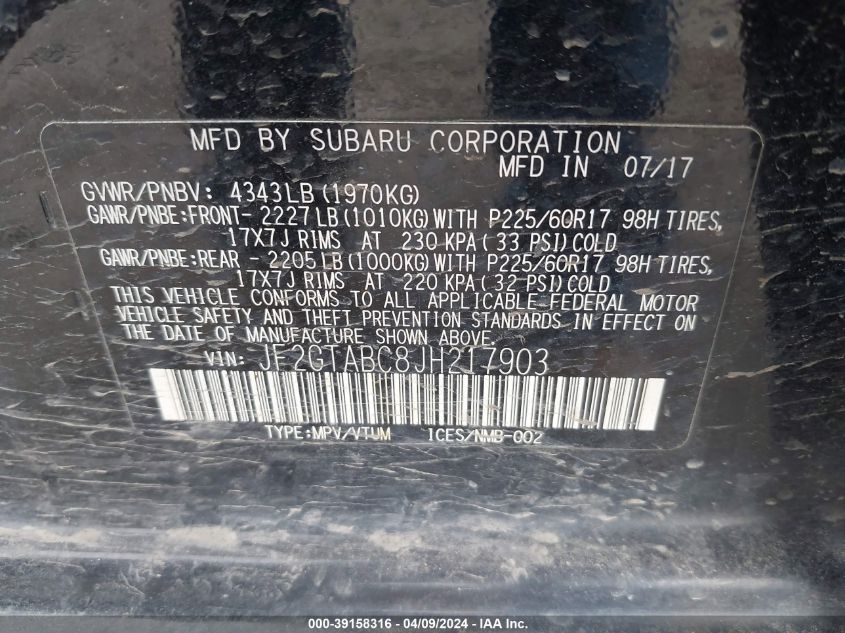 MFD BY SUBARU CORPORATION
MFD IN 07/17
GVWR/PNBV: 4343LB(1970KG)
GAWR/PNBE:FRONT- 2227LB(1010KG)WITH P225/60R17 98H TIRES,
17X7J RIMS AT 230 KPA(33 PSI)COLD
GAWR/PNBE:REAR - 2205LB(1000KG)WITH P225/60R17 98H TIRES,
17X7J RIMS AT 220 KPA(32 PSI)COLD
THIS VEHICLE CONFORMS TO ALL APPLICABLE FEDERAL MOTOR
VEHICLE SAFETY AND THEFT PREVENTION STANDARDS IN EFFECT ON
THE DATE OF MANUFACTURE SHOWN ABOVE.
VIN: JF2GTABC8JH217903
TYPE:MPV/VTUM ICES/NMB-002
000-39158316 - 04/09/2024 - IAA Inc.